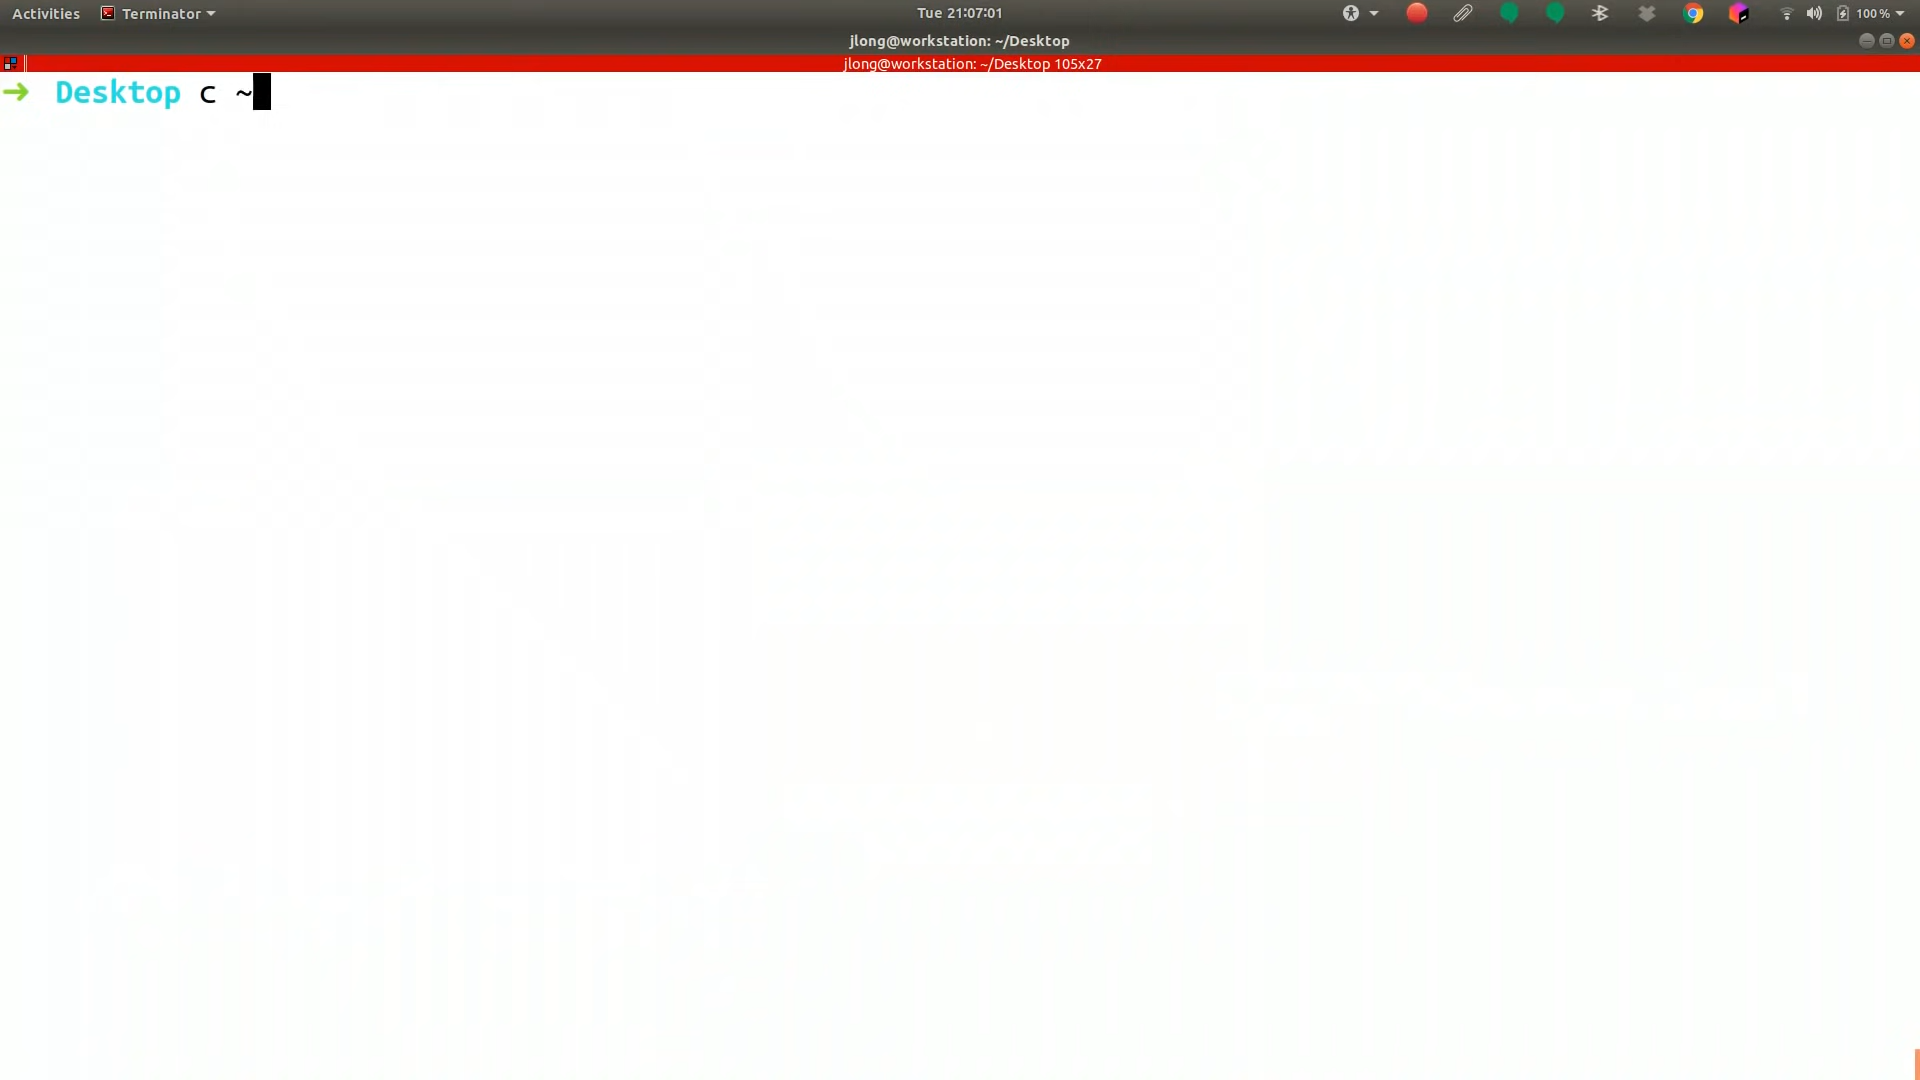 Activities Terminator Tue 21:07:01 100 %
jlong@workstation: ~/Desktop
jlong@workstation: ~/Desktop 105x27
➜ Desktop c ~